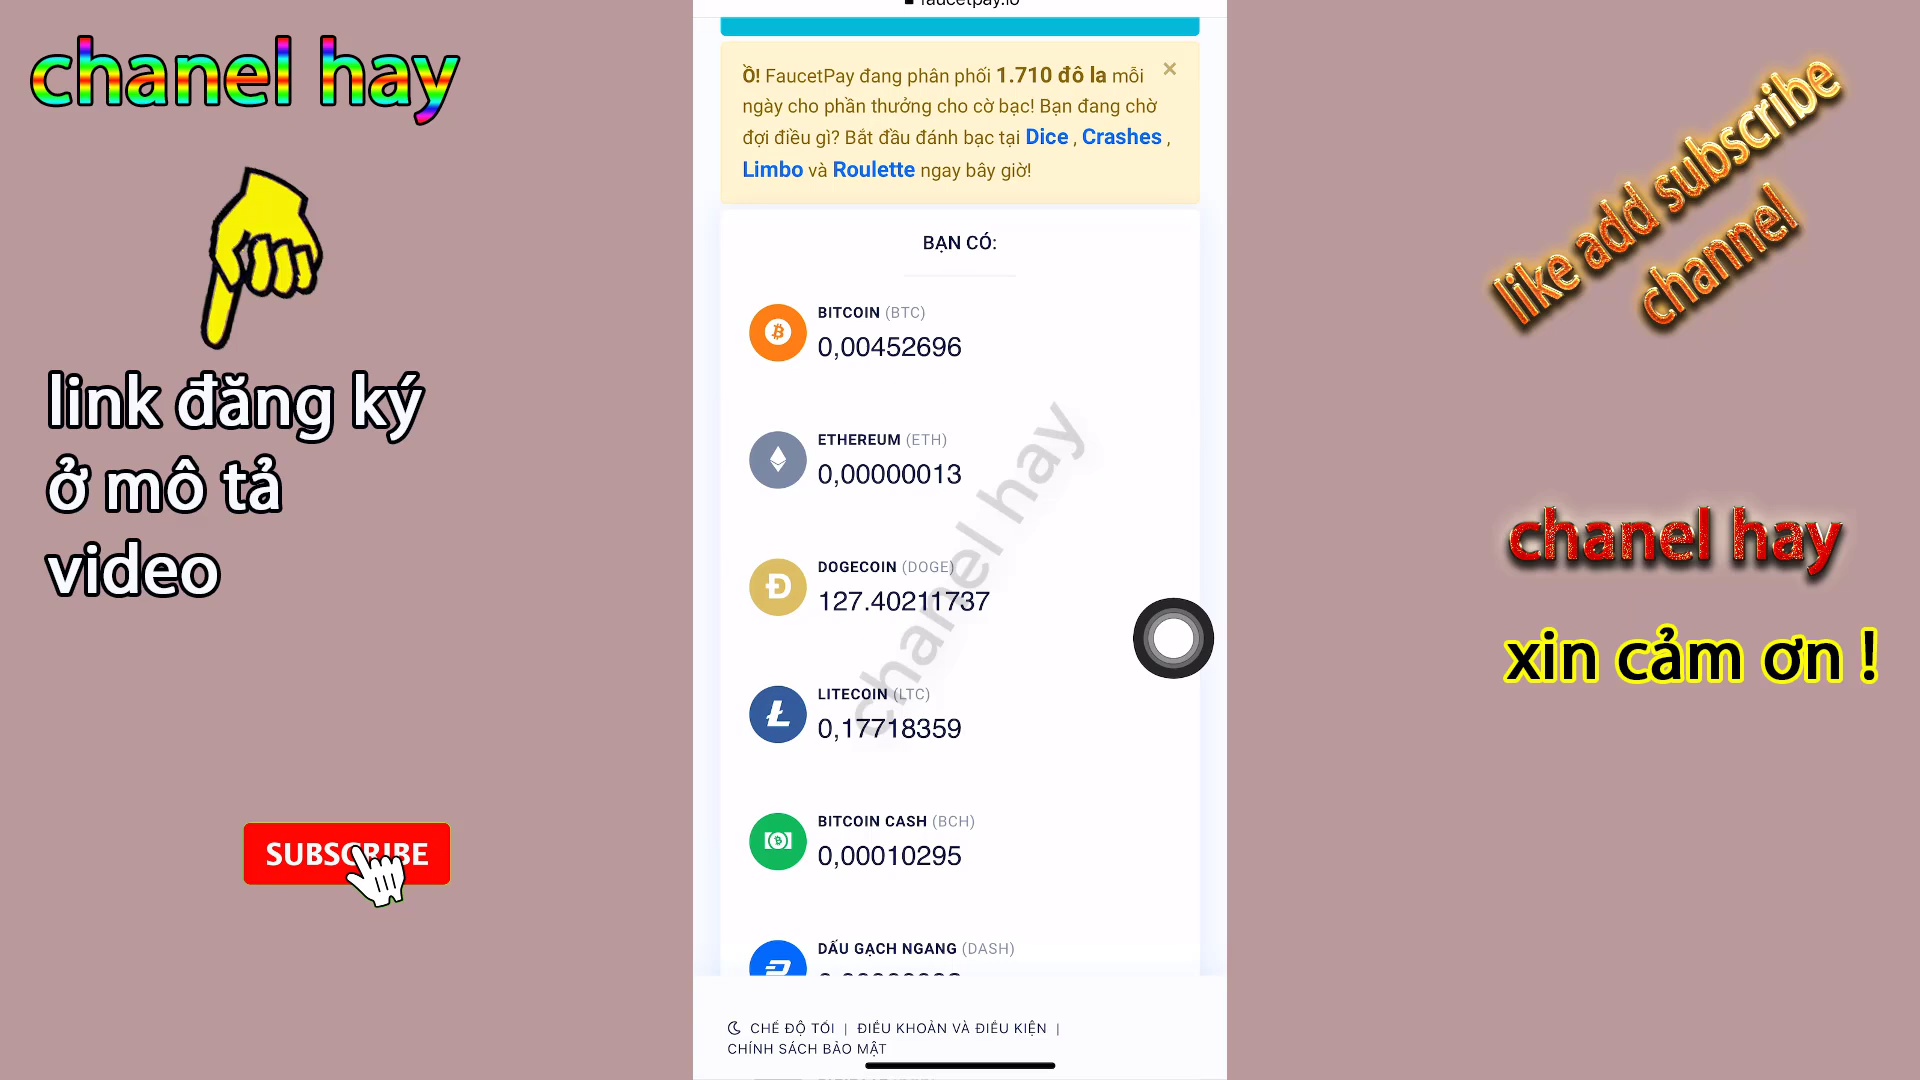 chanel hay
link đăng ký
ở mô tả
video
SUBSCRIBE
faucetpay.io
Ồ! FaucetPay đang phân phối 1.710 đô la mỗi
ngày cho phần thưởng cho cờ bạc! Bạn đang chờ
đợi điều gì? Bắt đầu đánh bạc tại Dice , Crashes ,
Limbo và Roulette ngay bây giờ!
×
BẠN CÓ:
BITCOIN (BTC)
0,00452696
ETHEREUM (ETH)
0,00000013
DOGECOIN (DOGE)
127.40211737
LITECOIN (LTC)
0,17718359
BITCOIN CASH (BCH)
0,00010295
DẤU GẠCH NGANG (DASH)
chanel hay
CHẾ ĐỘ TỐI | ĐIỀU KHOẢN VÀ ĐIỀU KIỆN |
CHÍNH SÁCH BẢO MẬT
like add subscribe
channel
chanel hay
xin cảm ơn !